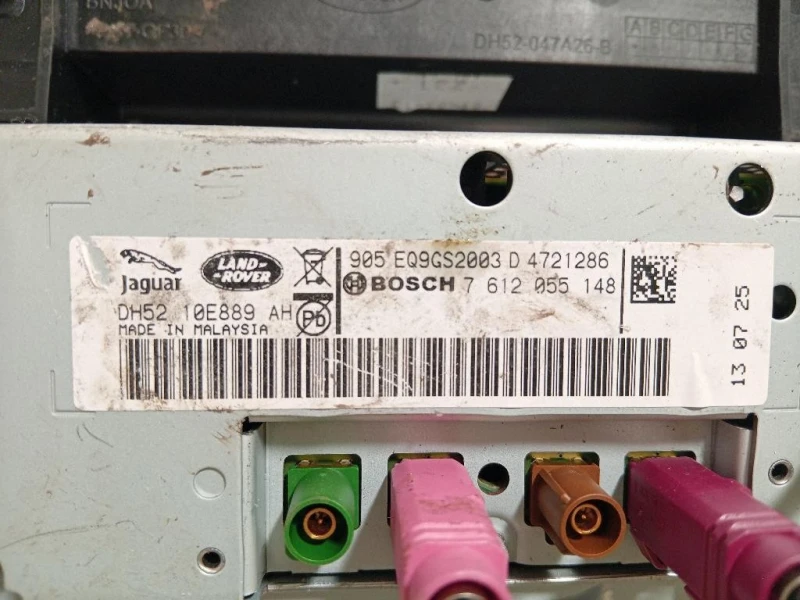 BNJOA
DH52-047A26-B
A B C D E F G
Jaguar
LAND-
-ROVER
905 EQ9GS2003 D 4721286
BOSCH 7 612 055 148
DH52 10E889 AH
Pb
MADE IN MALAYSIA
13 07 25